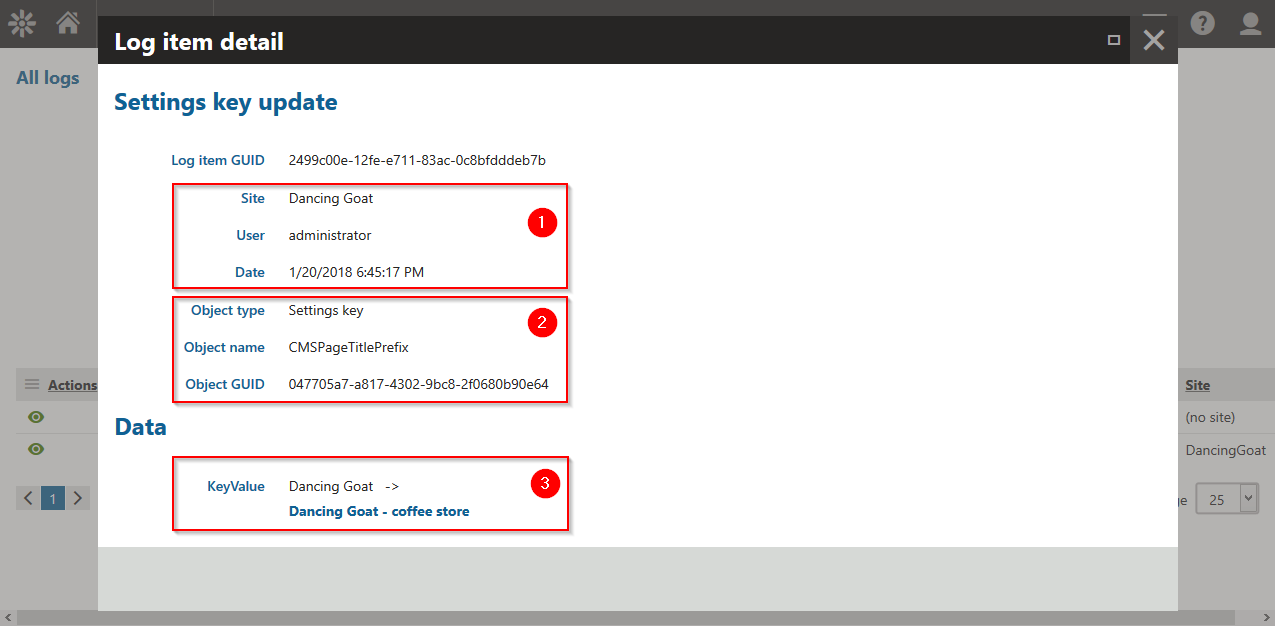 Log item detail
?
All logs
Settings key update
Log item GUID 2499c00e-12fe-e711-83ac-0c8bfdddeb7b
Site Dancing Goat
1
User administrator
Date 1/20/2018 6:45:17 PM
Object type Settings key
2
Object name CMSPageTitlePrefix
Object GUID 047705a7-a817-4302-9bc8-2f0680b90e64
Actions
Site
(no site)
DancingGoat
Data
KeyValue Dancing Goat ->
3
Dancing Goat - coffee store
1
25